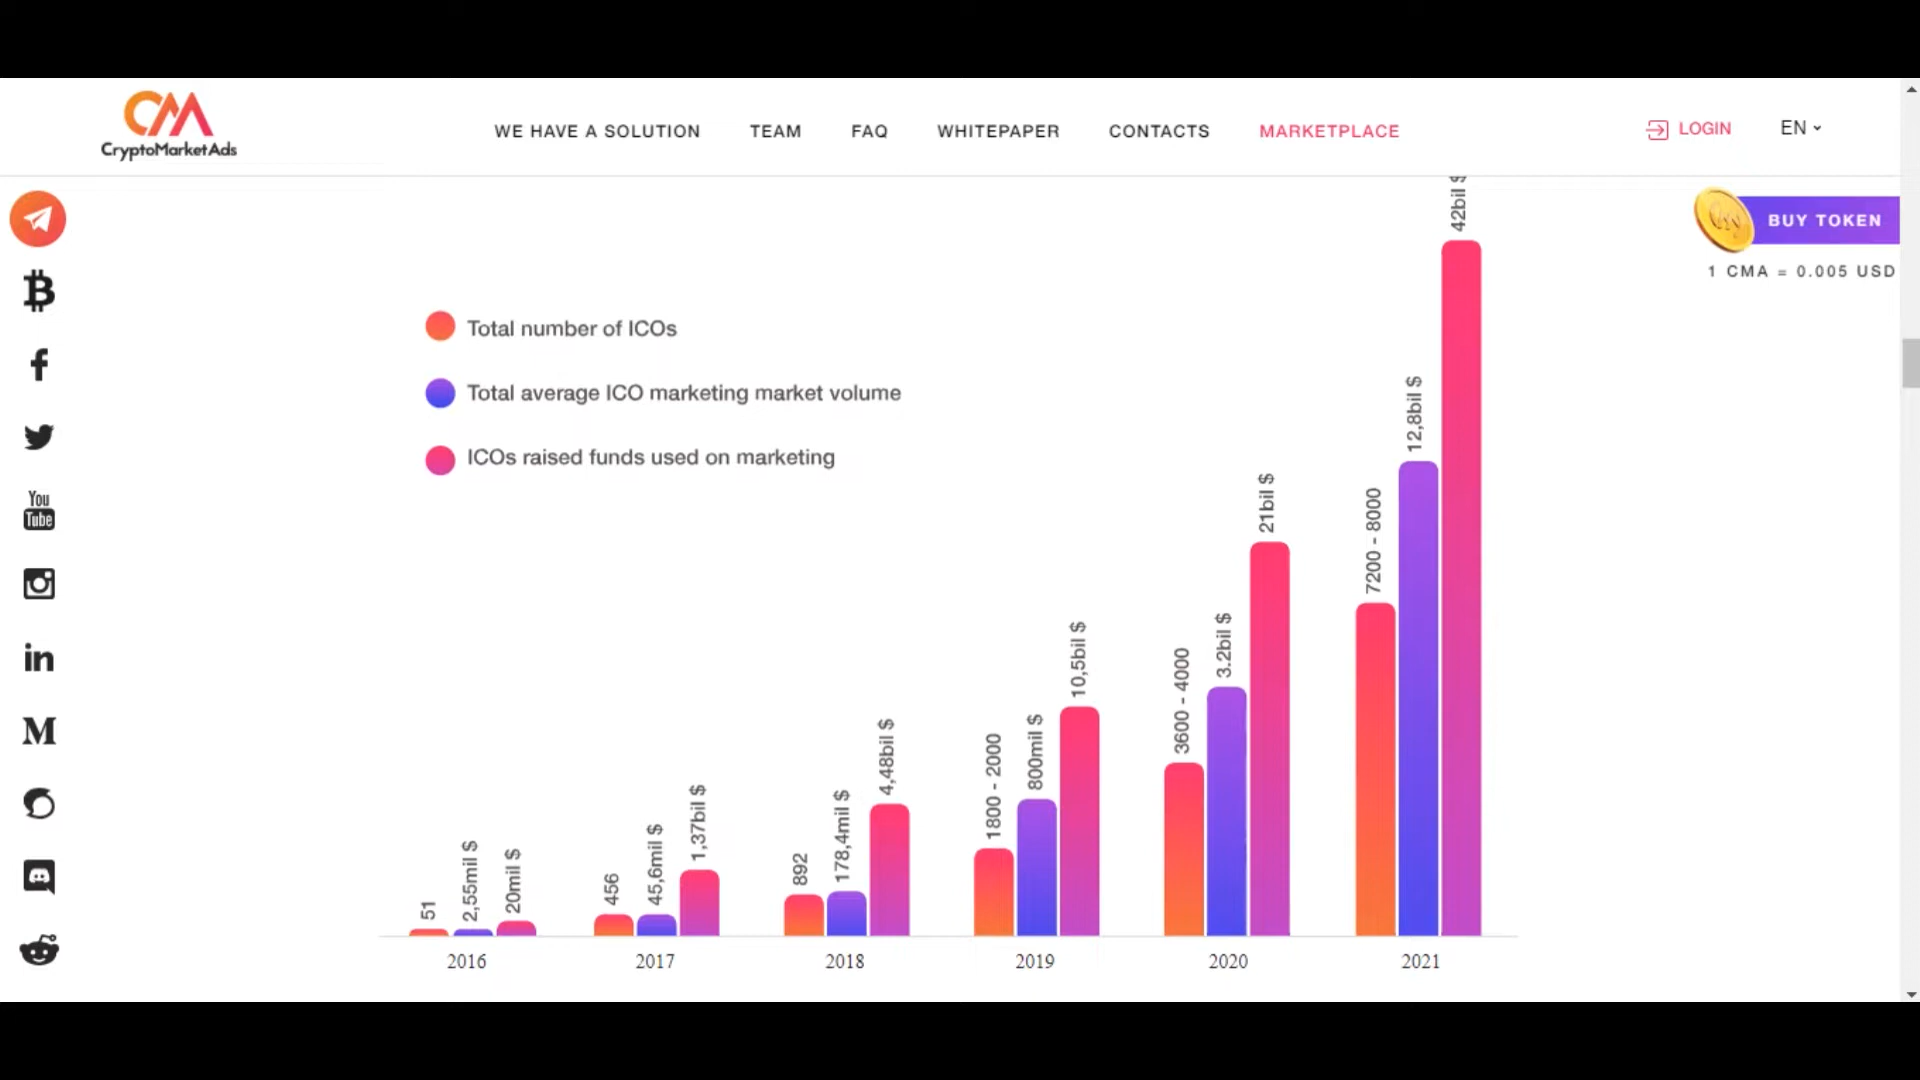 CryptoMarketAds
WE HAVE A SOLUTION
TEAM
FAQ
WHITEPAPER
CONTACTS
MARKETPLACE
LOGIN
EN
BUY TOKEN
1 CMA = 0.005 USD
You
Tube
in
M
Total number of ICOs
Total average ICO marketing market volume
ICOs raised funds used on marketing
51
2,55mil $
20mil $
456
45,6mil $
1,37bil $
892
178,4mil $
4,48bil $
1800 - 2000
800mil $
10,5bil $
3600 - 4000
3.2bil $
21bil $
7200 - 8000
12,8bil $
42bil $
2016
2017
2018
2019
2020
2021